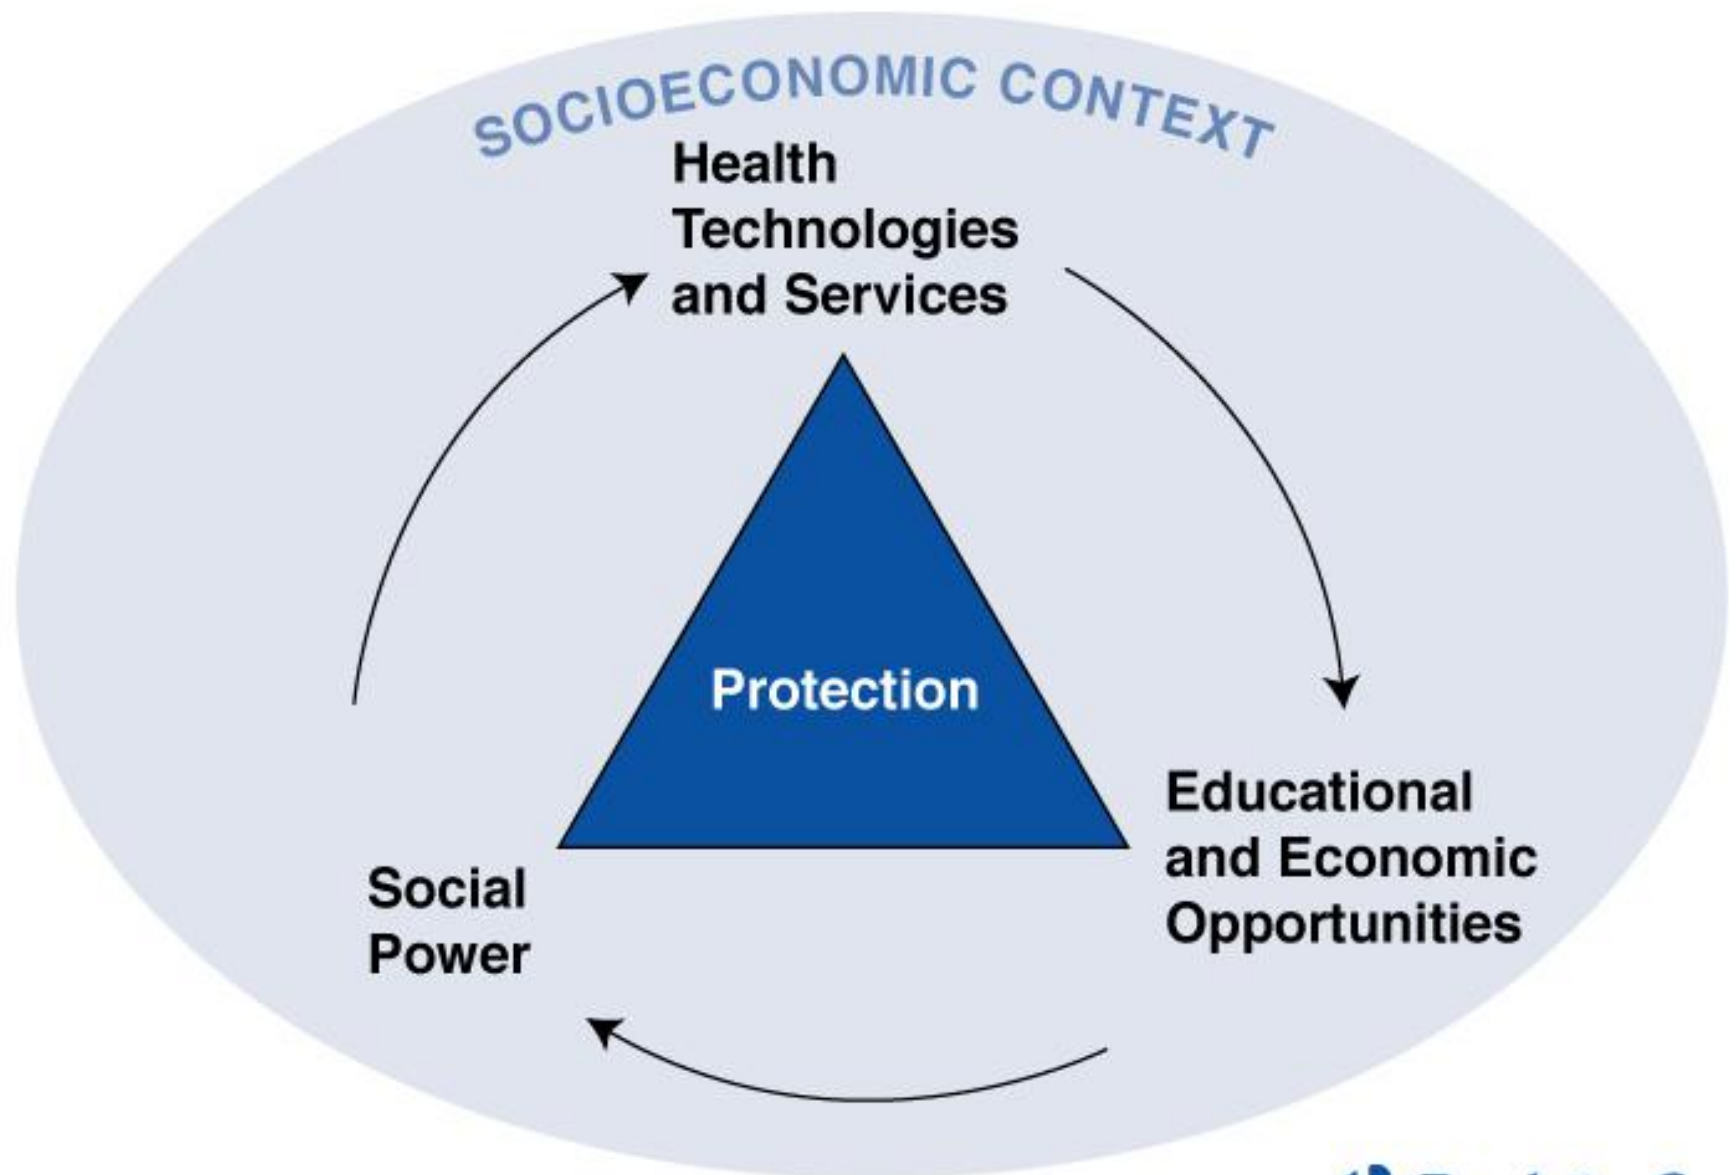 SOCIOECONOMIC CONTEXT
Health
Technologies
and Services
Protection
Educational
and Economic
Opportunities
Social
Power